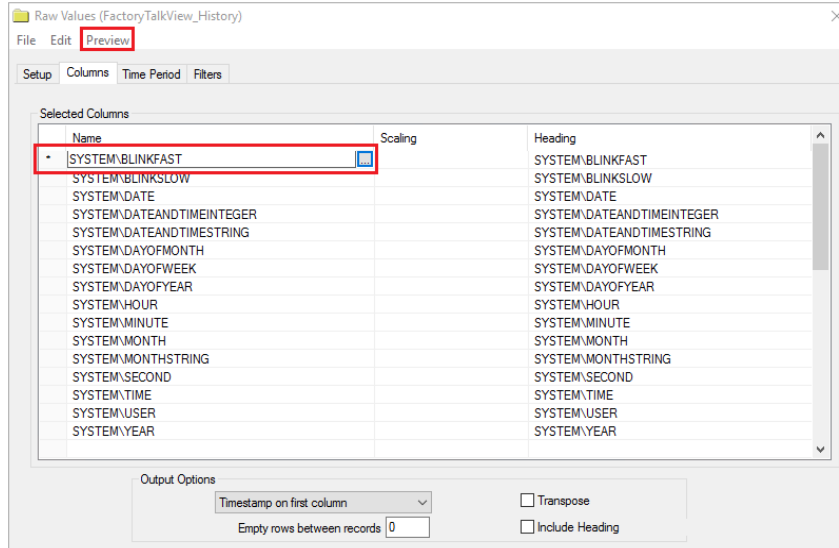 Raw Values (FactoryTalkView_History)
File Edit Preview
Setup Columns Time Period Filters
Selected Columns
Name Scaling Heading
* SYSTEM\BLINKFAST ... SYSTEM\BLINKFAST
SYSTEM\BLINKSLOW SYSTEM\BLINKSLOW
SYSTEM\DATE SYSTEM\DATE
SYSTEM\DATEANDTIMEINTEGER SYSTEM\DATEANDTIMEINTEGER
SYSTEM\DATEANDTIMESTRING SYSTEM\DATEANDTIMESTRING
SYSTEM\DAYOFMONTH SYSTEM\DAYOFMONTH
SYSTEM\DAYOFWEEK SYSTEM\DAYOFWEEK
SYSTEM\DAYOFYEAR SYSTEM\DAYOFYEAR
SYSTEM\HOUR SYSTEM\HOUR
SYSTEM\MINUTE SYSTEM\MINUTE
SYSTEM\MONTH SYSTEM\MONTH
SYSTEM\MONTHSTRING SYSTEM\MONTHSTRING
SYSTEM\SECOND SYSTEM\SECOND
SYSTEM\TIME SYSTEM\TIME
SYSTEM\USER SYSTEM\USER
SYSTEM\YEAR SYSTEM\YEAR
Output Options
Timestamp on first column Transpose
Empty rows between records 0 Include Heading